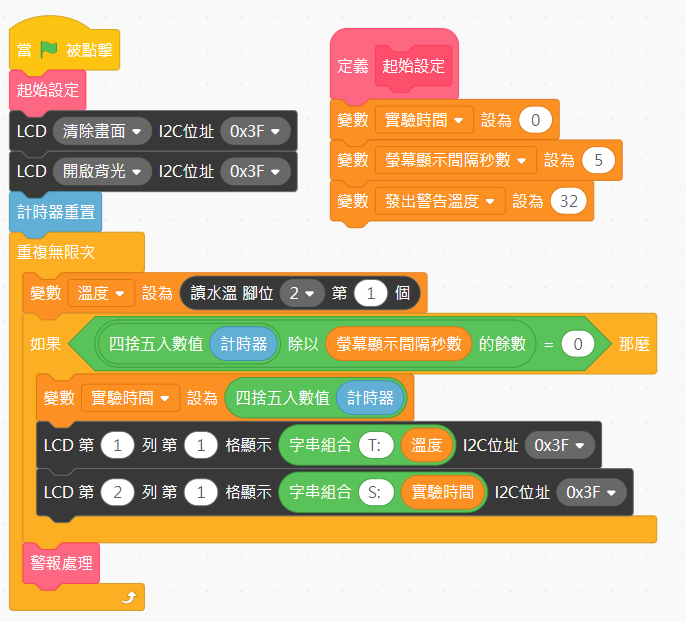 當 被點擊
起始設定
LCD 清除畫面 I2C位址 0x3F
LCD 開啟背光 I2C位址 0x3F
計時器重置
重複無限次
變數 溫度 設為 讀水溫 腳位 2 第 1 個
如果 四捨五入數值 計時器 除以 螢幕顯示間隔秒數 的餘數 = 0 那麼
變數 實驗時間 設為 四捨五入數值 計時器
LCD 第 1 列 第 1 格顯示 字串組合 T: 溫度 I2C位址 0x3F
LCD 第 2 列 第 1 格顯示 字串組合 S: 實驗時間 I2C位址 0x3F
警報處理
定義 起始設定
變數 實驗時間 設為 0
變數 螢幕顯示間隔秒數 設為 5
變數 發出警告溫度 設為 32